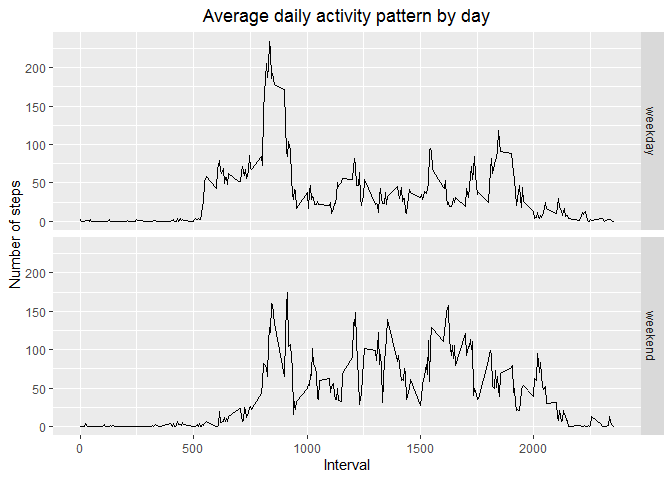 Average daily activity pattern by day
Number of steps
200
150
100
50
0
weekday
200
150
100
50
0
weekend
0 500 1000 1500 2000
Interval